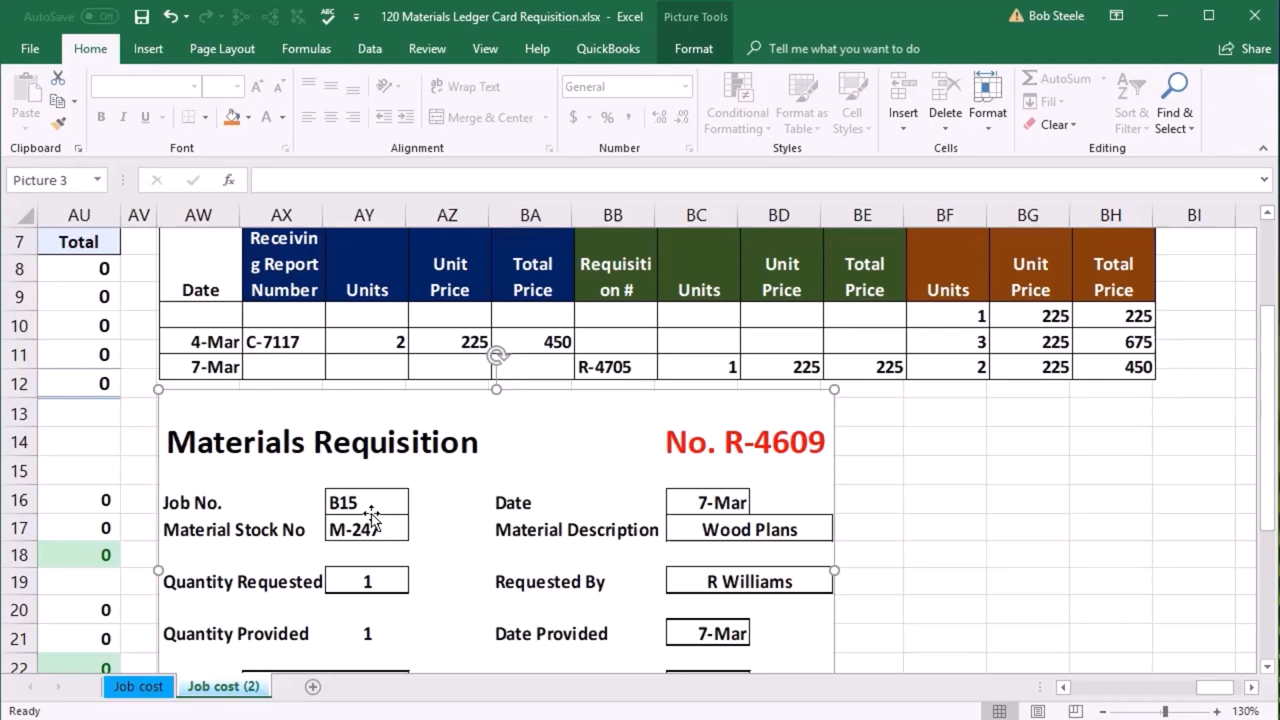 AutoSave Off 120 Materials Ledger Card Requisition.xlsx - Excel Picture Tools Bob Steele
File Home Insert Page Layout Formulas Data Review View Help QuickBooks Format Tell me what you want to do Share
Paste B I U A A A ab Wrap Text Merge & Center General $ % , Conditional Formatting Format as Table Cell Styles Insert Delete Format AutoSum Fill Clear Sort & Filter Find & Select
Clipboard Font Alignment Number Styles Cells Editing
Picture 3 fx
AU AV AW AX AY AZ BA BB BC BD BE BF BG BH BI
7 Total Date Receivin g Report Number Units Unit Price Total Price Requisiti on # Units Unit Price Total Price Units Unit Price Total Price
8 0
9 0
10 0 1 225 225
11 0 4-Mar C-7117 2 225 450 3 225 675
12 0 7-Mar R-4705 1 225 225 2 225 450
13
14 Materials Requisition No. R-4609
15
16 0 Job No. B15 Date 7-Mar
17 0 Material Stock No M-247 Material Description Wood Plans
18 0
19 0 Quantity Requested 1 Requested By R Williams
20 0
21 0 Quantity Provided 1 Date Provided 7-Mar
22 0
Job cost Job cost (2)
Ready 130%